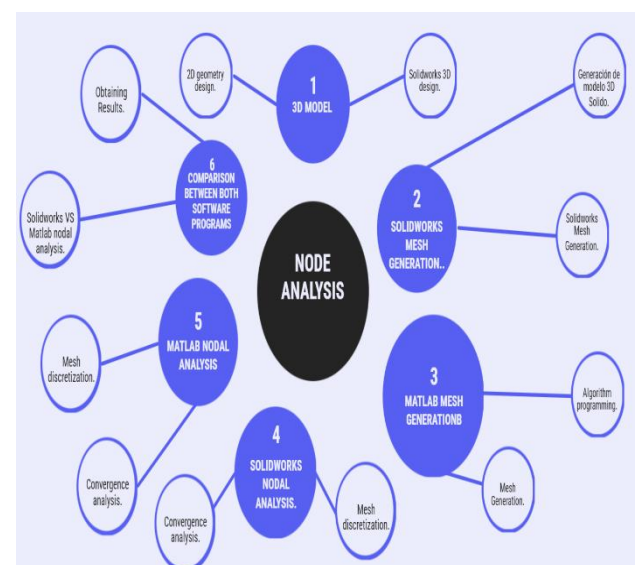 NODE
ANALYSIS
1
3D MODEL
2D geometry
design.
Solidworks 3D
design.
2
SOLIDWORKS
MESH
GENERATION..
Generación de
modelo 3D
Solido.
Solidworks
Mesh
Generation.
3
MATLAB MESH
GENERATIONB
Algorithm
programming.
Mesh
Generation.
4
SOLIDWORKS
NODAL
ANALYSIS.
Mesh
discretization.
Convergence
analysis.
5
MATLAB NODAL
ANALYSIS
Mesh
discretization.
Convergence
analysis.
6
COMPARISON
BETWEEN BOTH
SOFTWARE
PROGRAMS
Obtaining
Results.
Solidworks VS
Matlab nodal
analysis.